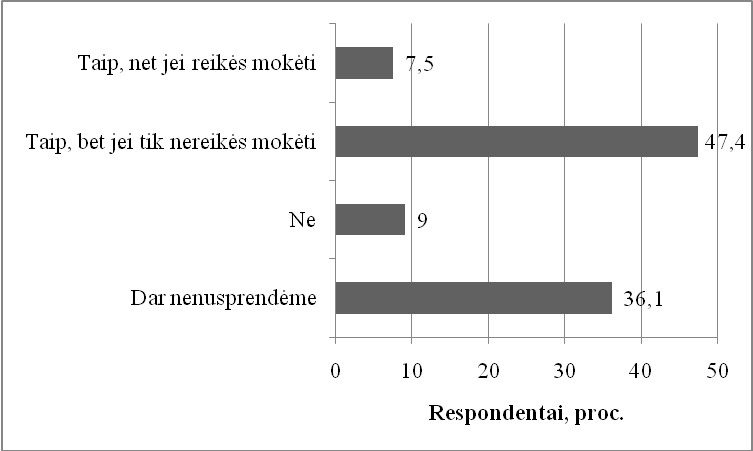 Taip, net jei reikės mokėti
7,5
Taip, bet jei tik nereikės mokėti
47,4
Ne
9
Dar nenusprendėme
36,1
0 10 20 30 40 50
Respondentai, proc.